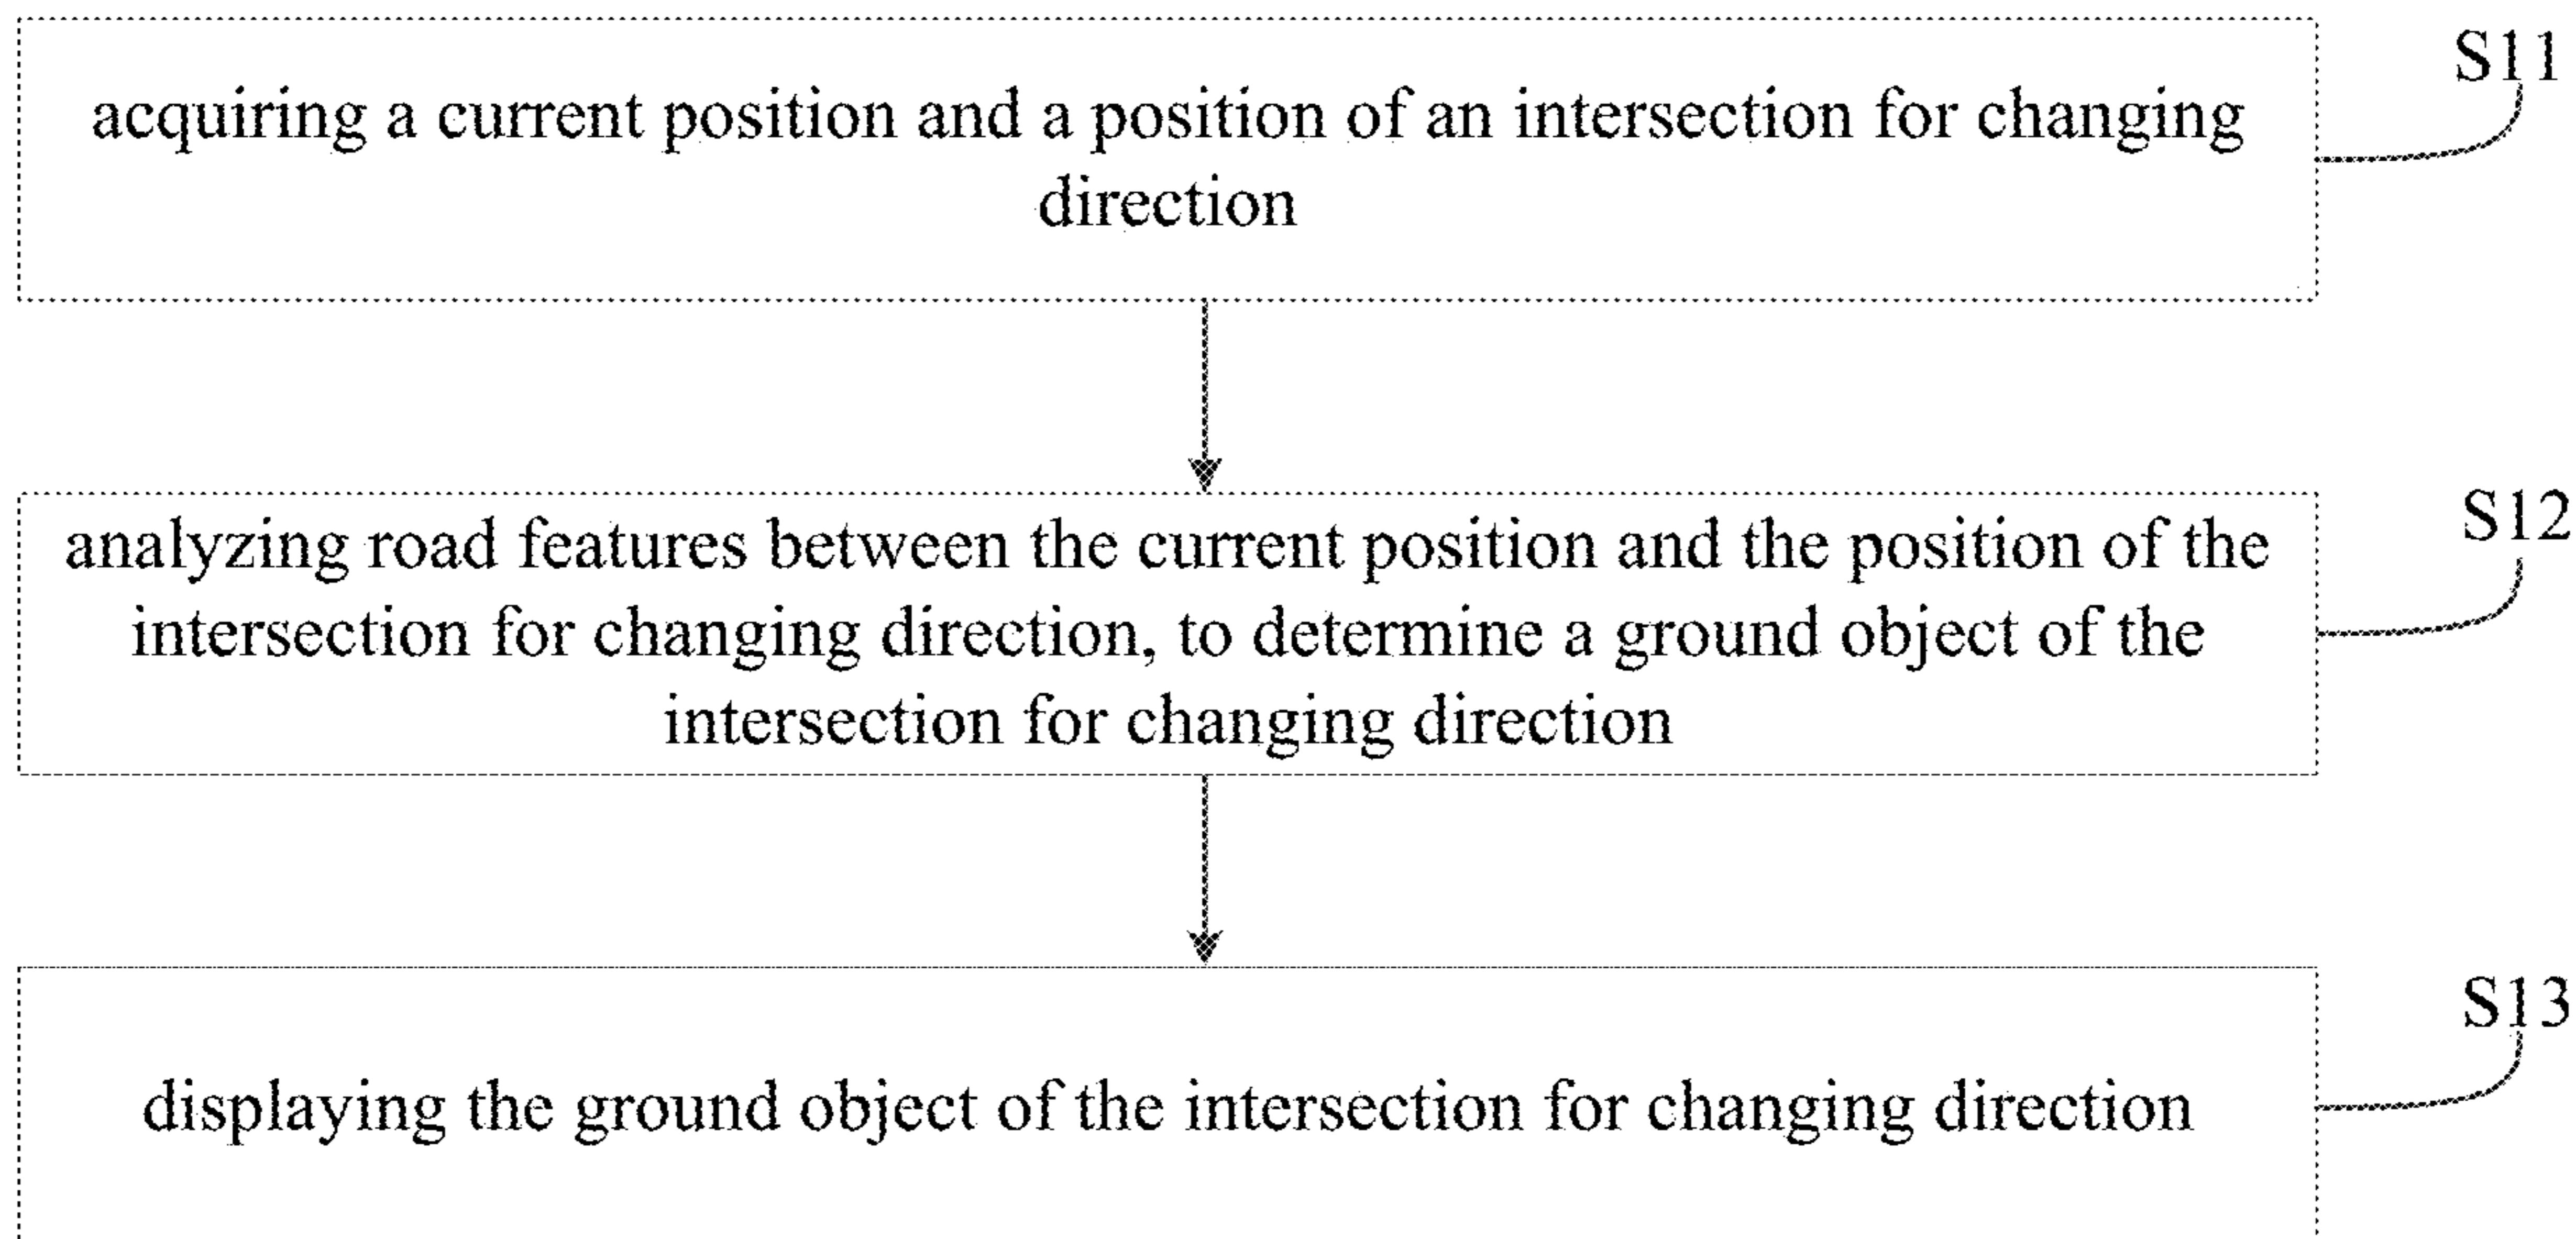 S11
acquiring a current position and a position of an intersection for changing
direction
S12
analyzing road features between the current position and the position of the
intersection for changing direction, to determine a ground object of the
intersection for changing direction
S13
displaying the ground object of the intersection for changing direction